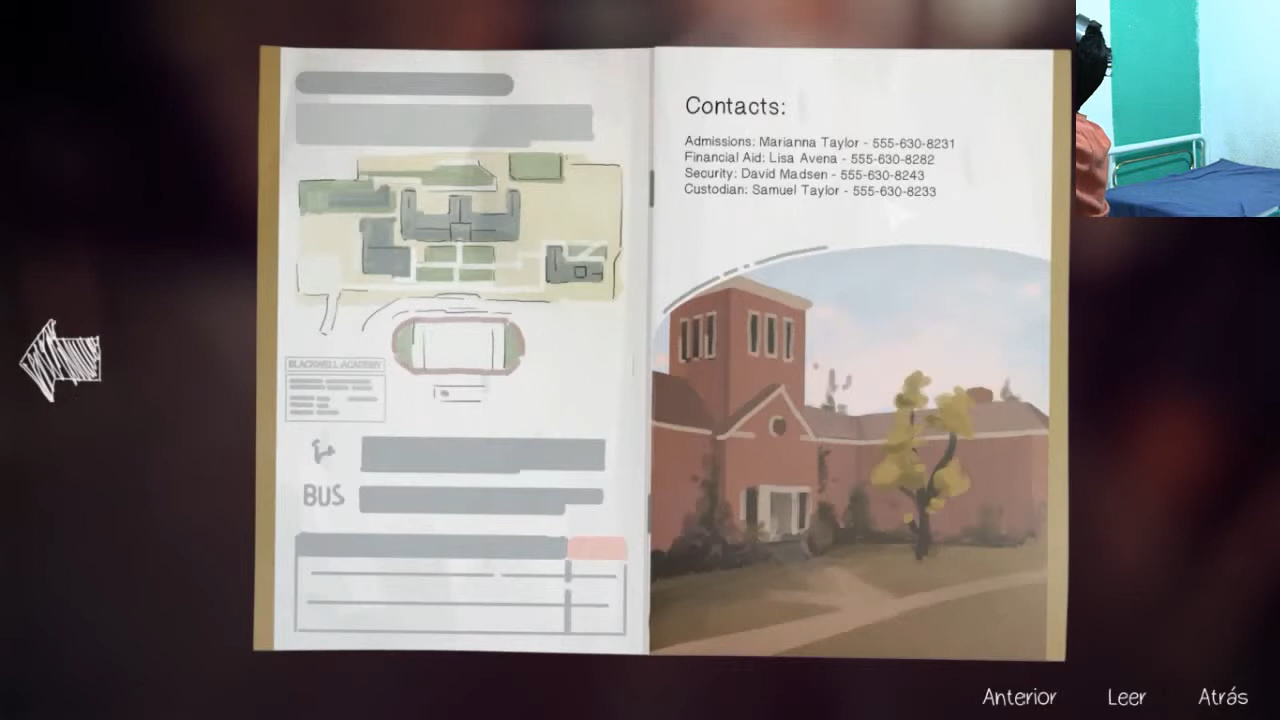 BLACKWELL ACADEMY
BUS
Contacts:
Admissions: Marianna Taylor - 555-630-8231
Financial Aid: Lisa Avena - 555-630-8282
Security: David Madsen - 555-630-8243
Custodian: Samuel Taylor - 555-630-8233
Anterior
Leer
Atrás